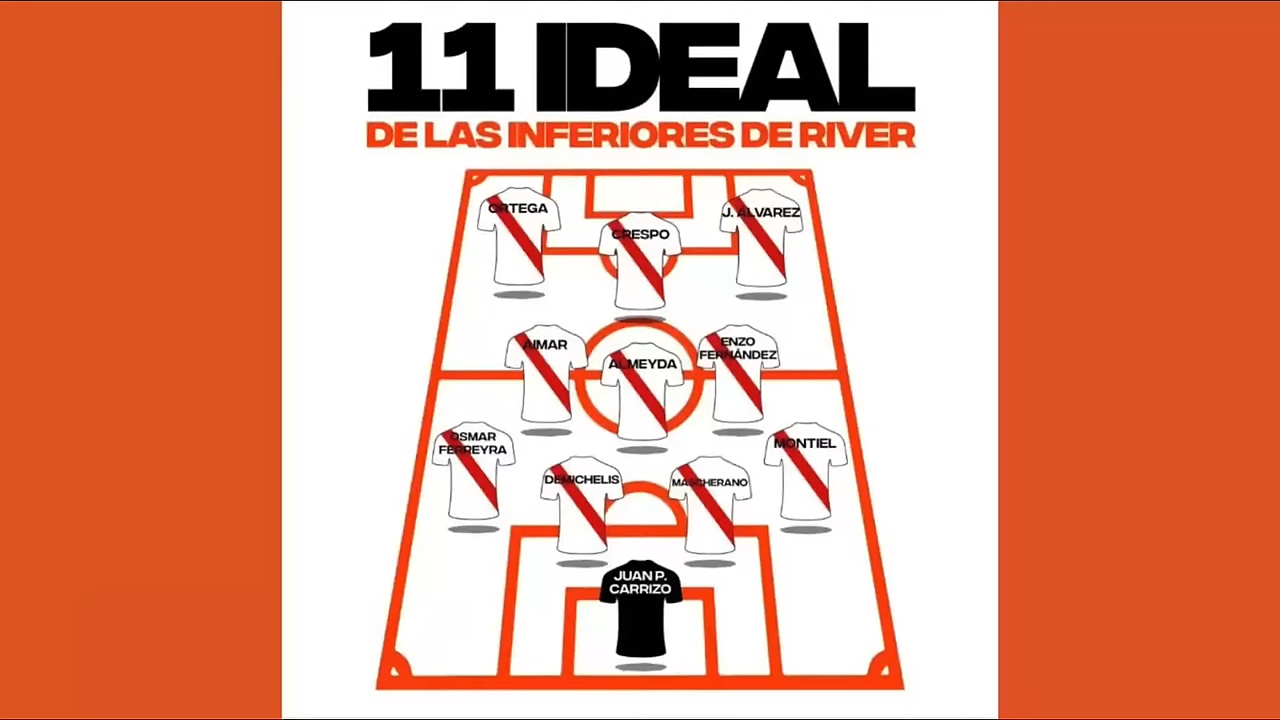 11 IDEAL
DE LAS INFERIORES DE RIVER
ORTEGA
CRESPO
J. ÁLVAREZ
AIMAR
ALMEYDA
ENZO
FERNÁNDEZ
OSMAR
FERREYRA
DEMICHELIS
MASCHERANO
MONTIEL
JUAN P.
CARRIZO